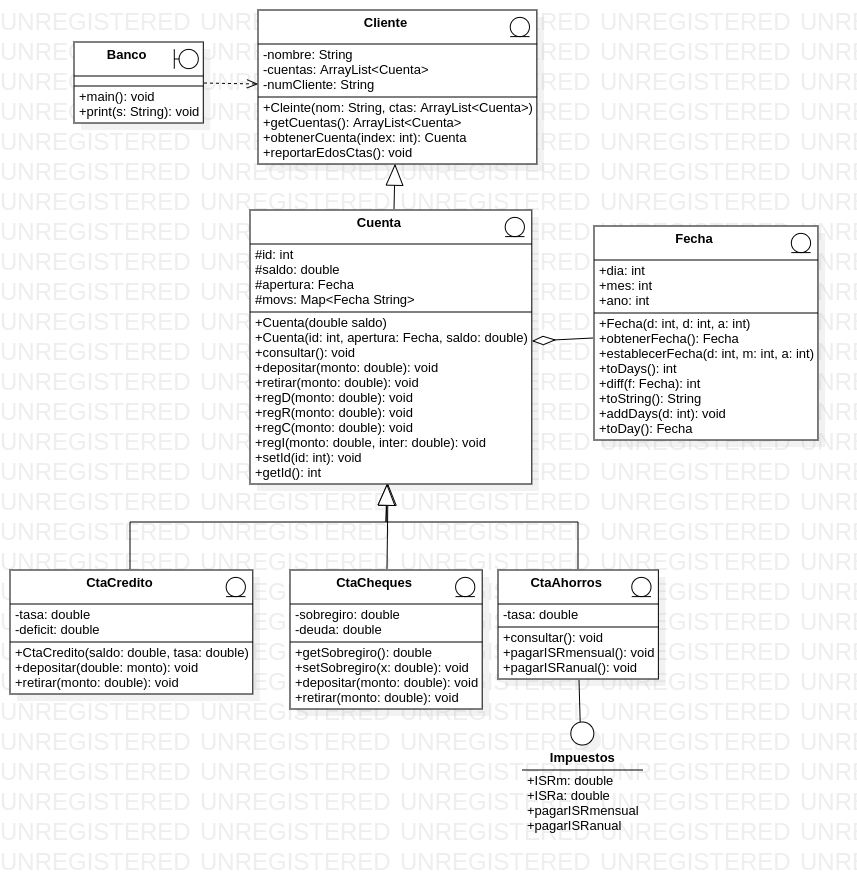 Cliente
-nombre: String
-cuentas: ArrayList<Cuenta>
-numCliente: String
+Cleinte(nom: String, ctas: ArrayList<Cuenta>)
+getCuentas(): ArrayList<Cuenta>
+obtenerCuenta(index: int): Cuenta
+reportarEdosCtas(): void
Banco
+main(): void
+print(s: String): void
Cuenta
#id: int
#saldo: double
#apertura: Fecha
#movs: Map<Fecha String>
+Cuenta(double saldo)
+Cuenta(id: int, apertura: Fecha, saldo: double)
+consultar(): void
+depositar(monto: double): void
+retirar(monto: double): void
+regD(monto: double): void
+regR(monto: double): void
+regC(monto: double): void
+regI(monto: double, inter: double): void
+setId(id: int): void
+getId(): int
Fecha
+dia: int
+mes: int
+ano: int
+Fecha(d: int, d: int, a: int)
+obtenerFecha(): Fecha
+establecerFecha(d: int, m: int, a: int)
+toDays(): int
+diff(f: Fecha): int
+toString(): String
+addDays(d: int): void
+toDay(): Fecha
CtaCredito
-tasa: double
-deficit: double
+CtaCredito(saldo: double, tasa: double)
+depositar(double: monto): void
+retirar(monto: double): void
CtaCheques
-sobregiro: double
-deuda: double
+getSobregiro(): double
+setSobregiro(x: double): void
+depositar(monto: double): void
+retirar(monto: double): void
CtaAhorros
-tasa: double
+consultar(): void
+pagarISRmensual(): void
+pagarISRanual(): void
Impuestos
+ISRm: double
+ISRa: double
+pagarISRmensual
+pagarISRanual
UNREGISTERED